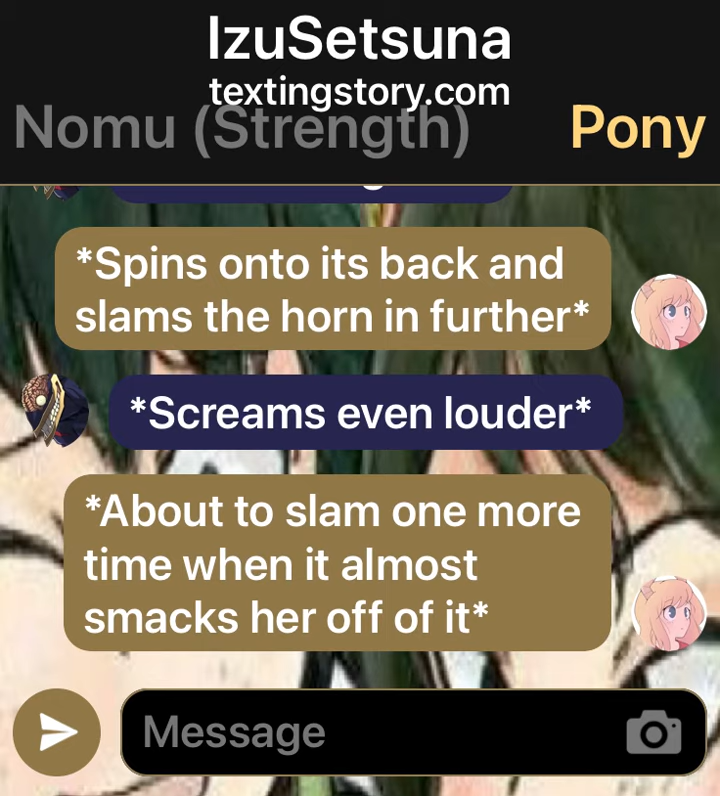 IzuSetsuna
textingstory.com
Nomu (Strength) Pony
*Spins onto its back and
slams the horn in further*
*Screams even louder*
*About to slam one more
time when it almost
smacks her off of it*
Message